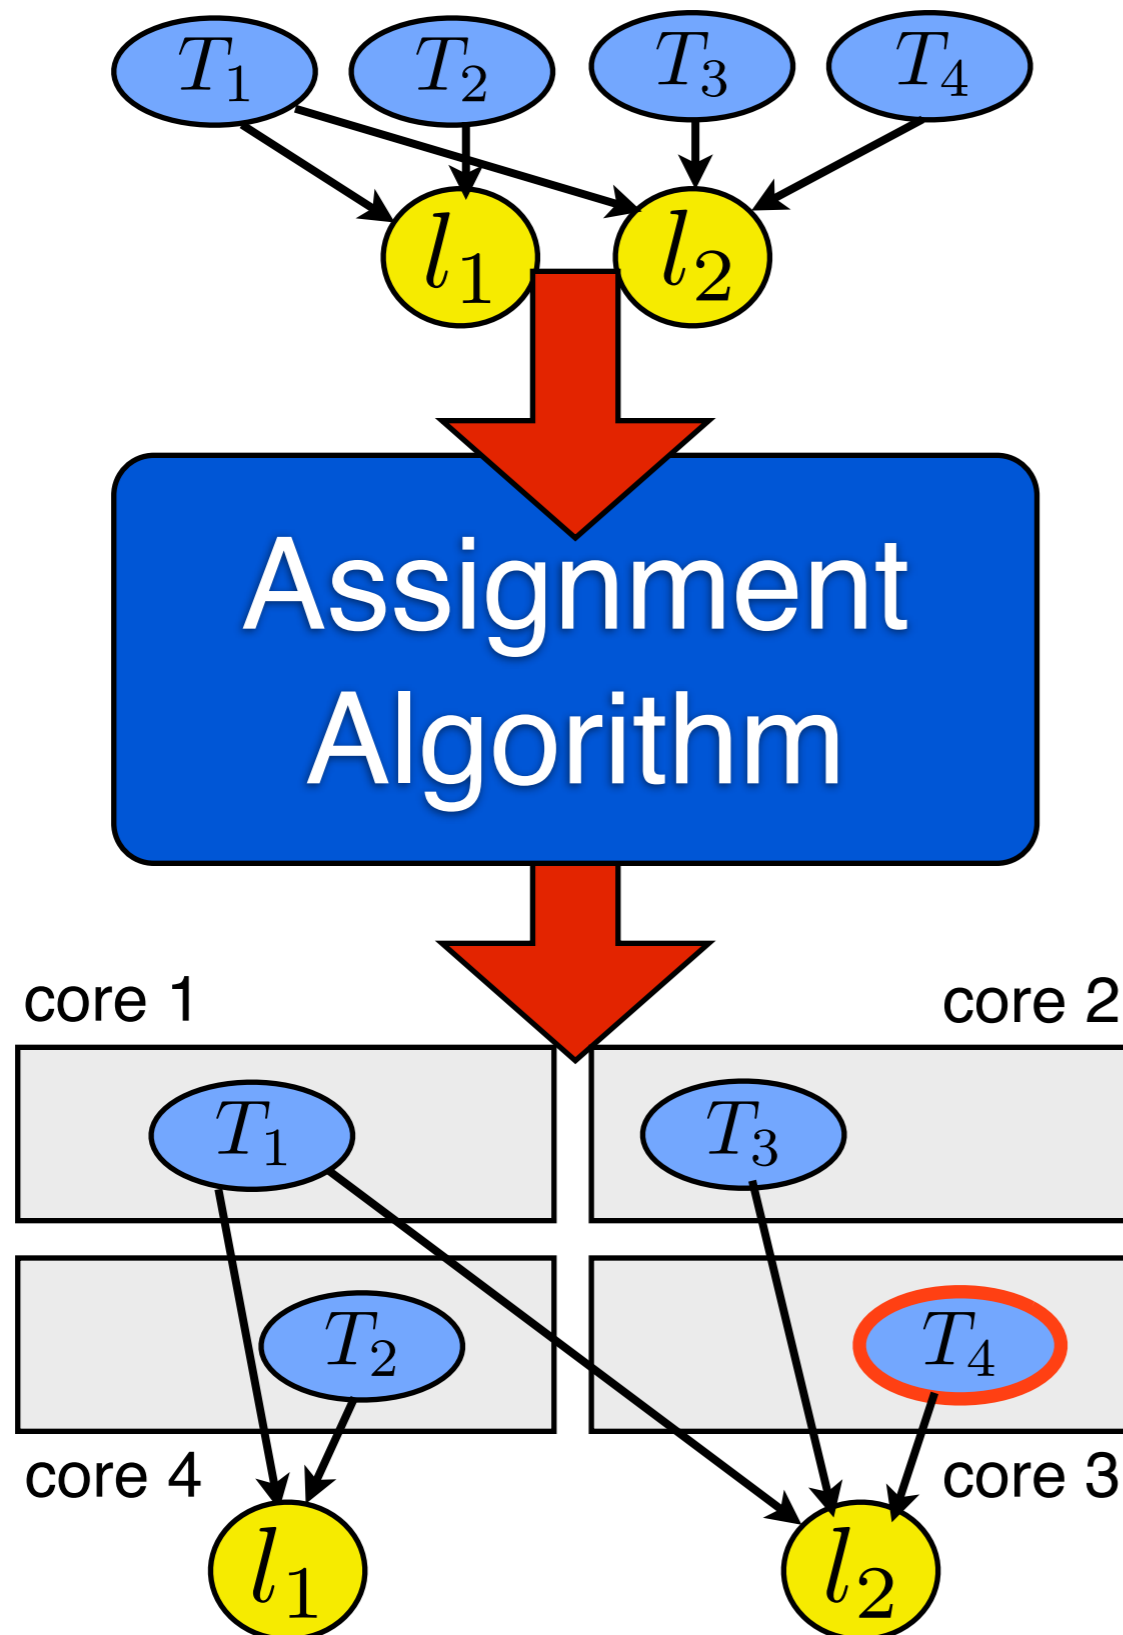 T₁ T₂ T₃ T₄
l₁ l₂
Assignment
Algorithm
core 1 core 2
T₁ T₃
T₂ T₄
core 4 core 3
l₁ l₂